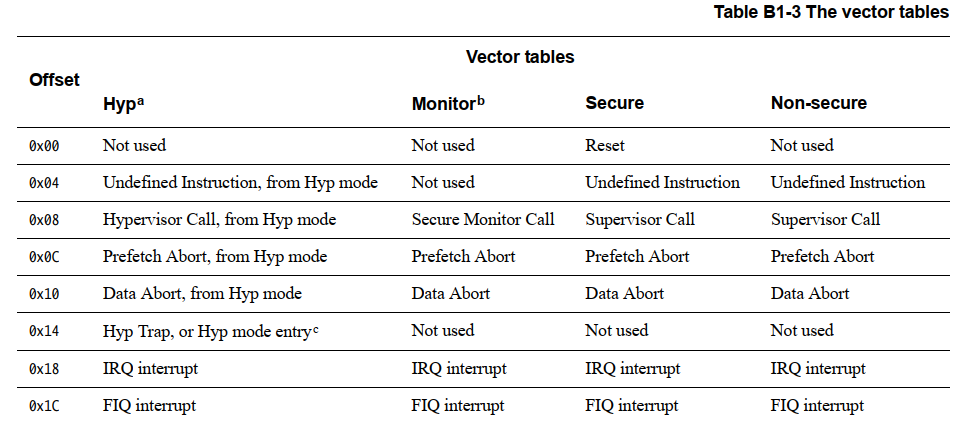 Table B1-3 The vector tables
Vector tables
Offset
Hypa Monitorb Secure Non-secure
0x00 Not used Not used Reset Not used
0x04 Undefined Instruction, from Hyp mode Not used Undefined Instruction Undefined Instruction
0x08 Hypervisor Call, from Hyp mode Secure Monitor Call Supervisor Call Supervisor Call
0x0C Prefetch Abort, from Hyp mode Prefetch Abort Prefetch Abort Prefetch Abort
0x10 Data Abort, from Hyp mode Data Abort Data Abort Data Abort
0x14 Hyp Trap, or Hyp mode entryc Not used Not used Not used
0x18 IRQ interrupt IRQ interrupt IRQ interrupt IRQ interrupt
0x1C FIQ interrupt FIQ interrupt FIQ interrupt FIQ interrupt